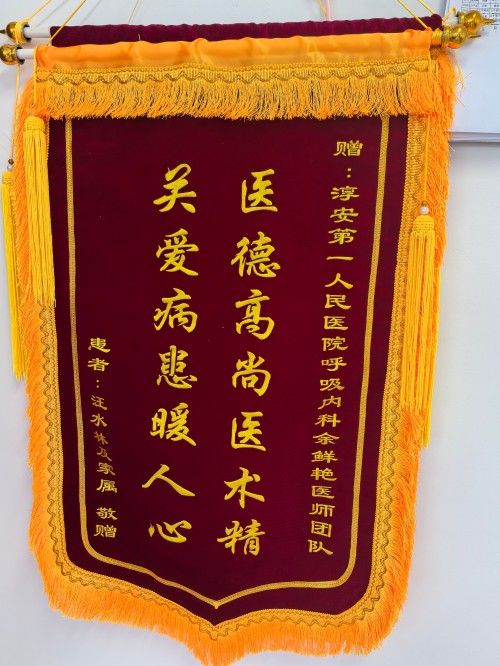 赠：淳安第一人民医院呼吸内科余鲜艳医师团队
医德高尚医术精
关爱病患暖人心
患者：汪水林及家属 敬赠